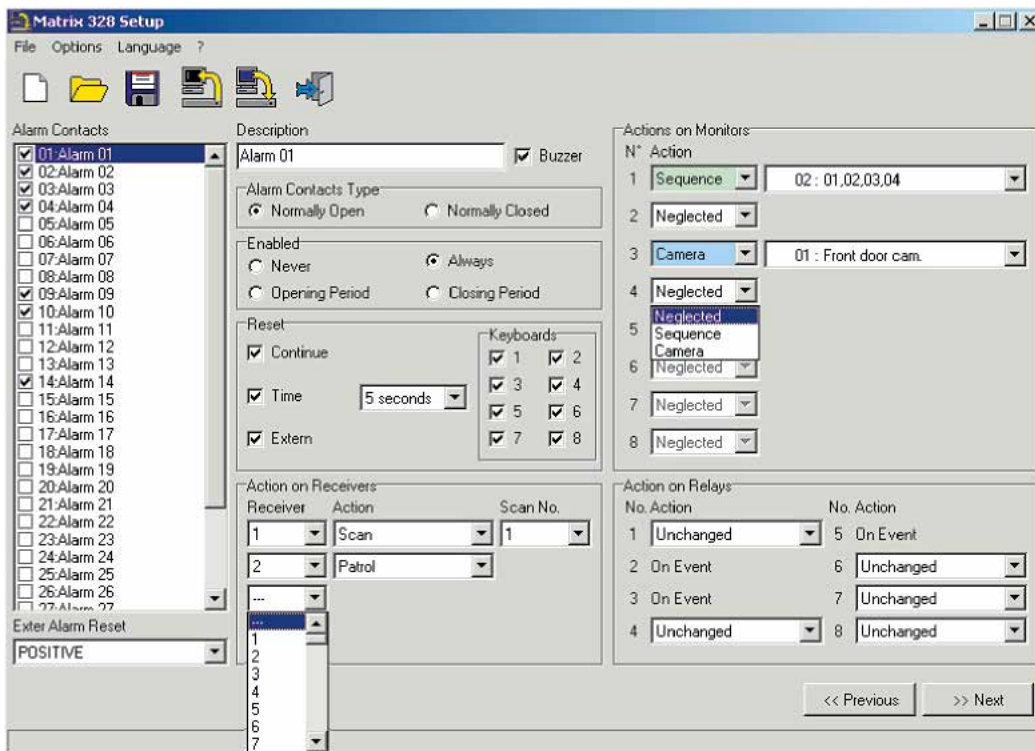 Matrix 328 Setup
File Options Language ?
Alarm Contacts
01:Alarm 01
02:Alarm 02
03:Alarm 03
04:Alarm 04
05:Alarm 05
06:Alarm 06
07:Alarm 07
08:Alarm 08
09:Alarm 09
10:Alarm 10
11:Alarm 11
12:Alarm 12
13:Alarm 13
14:Alarm 14
15:Alarm 15
16:Alarm 16
17:Alarm 17
18:Alarm 18
19:Alarm 19
20:Alarm 20
21:Alarm 21
22:Alarm 22
23:Alarm 23
24:Alarm 24
25:Alarm 25
26:Alarm 26
27:Alarm 27
Exter Alarm Reset
POSITIVE
Description
Alarm 01 Buzzer
Alarm Contacts Type
Normally Open Normally Closed
Enabled
Never Always
Opening Period Closing Period
Reset
Continue
Time 5 seconds
Extern
Keyboards
1 2
3 4
5 6
7 8
Action on Receivers
Receiver Action Scan No.
1 Scan 1
2 Patrol
---
---
1
2
3
4
5
6
7
Actions on Monitors
N° Action
1 Sequence 02 : 01,02,03,04
2 Neglected
3 Camera 01 : Front door cam.
4 Neglected
Neglected
5 Sequence
Camera
6 Neglected
7 Neglected
8 Neglected
Action on Relays
No. Action No. Action
1 Unchanged 5 On Event
2 On Event 6 Unchanged
3 On Event 7 Unchanged
4 Unchanged 8 Unchanged
<< Previous >> Next